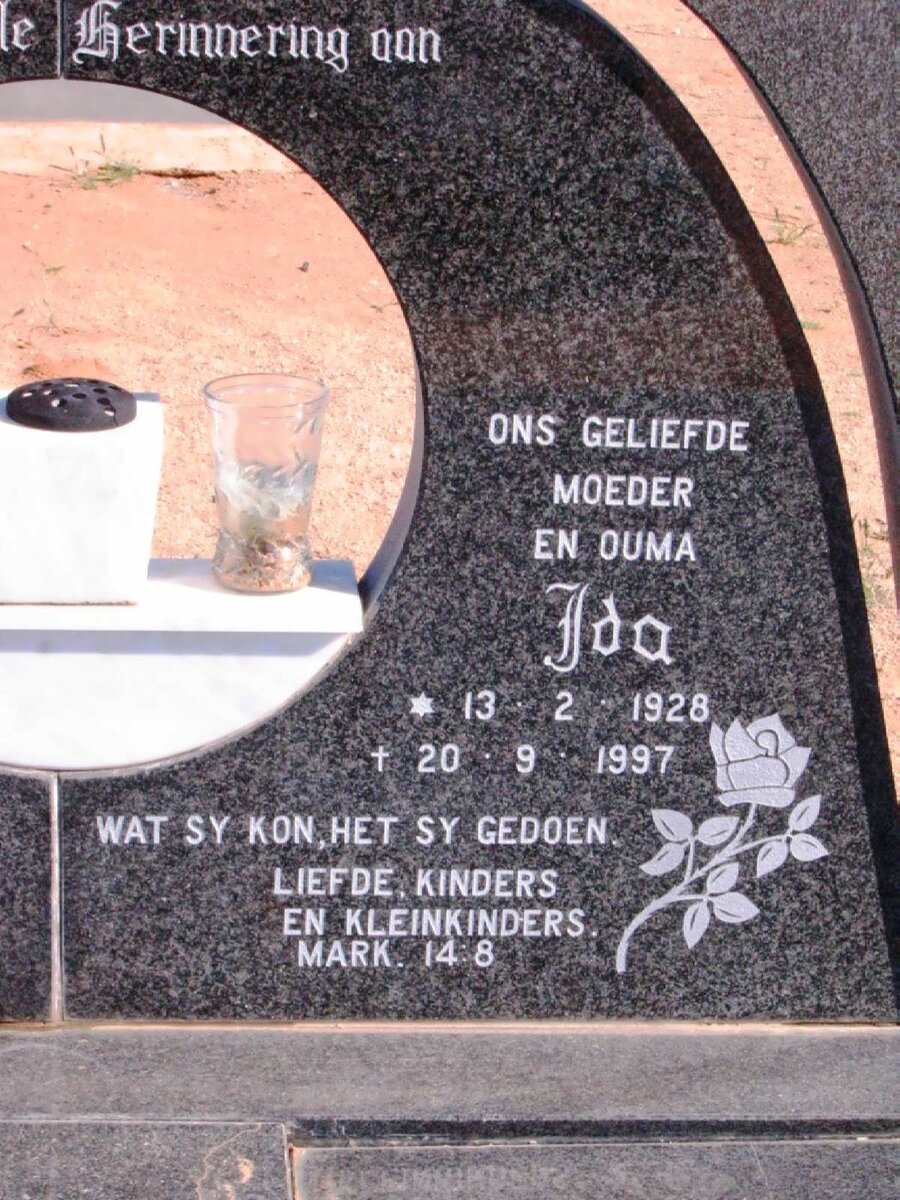 le Herinnering aan
ONS GELIEFDE
MOEDER
EN OUMA
Ida
* 13 · 2 · 1928
† 20 · 9 · 1997
WAT SY KON, HET SY GEDOEN.
LIEFDE, KINDERS
EN KLEINKINDERS.
MARK. 14:8